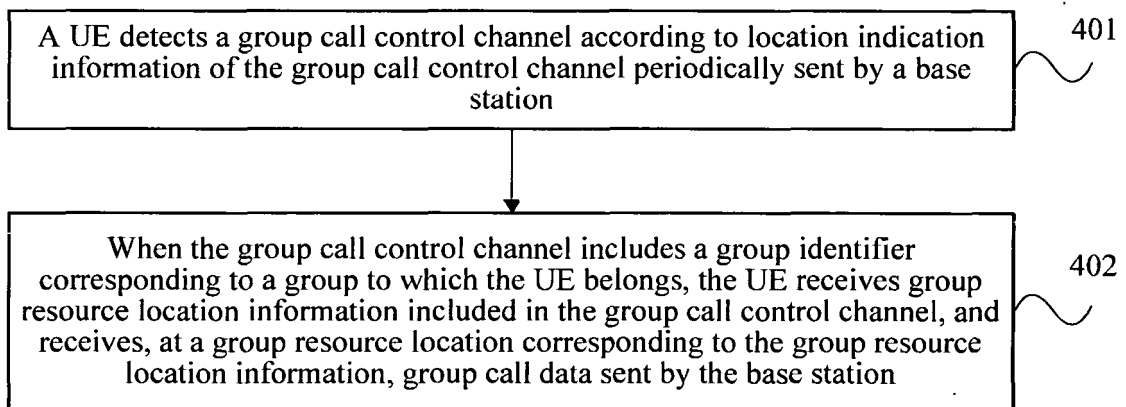 A UE detects a group call control channel according to location indication
information of the group call control channel periodically sent by a base
station
401
When the group call control channel includes a group identifier
corresponding to a group to which the UE belongs, the UE receives group
resource location information included in the group call control channel, and
receives, at a group resource location corresponding to the group resource
location information, group call data sent by the base station
402